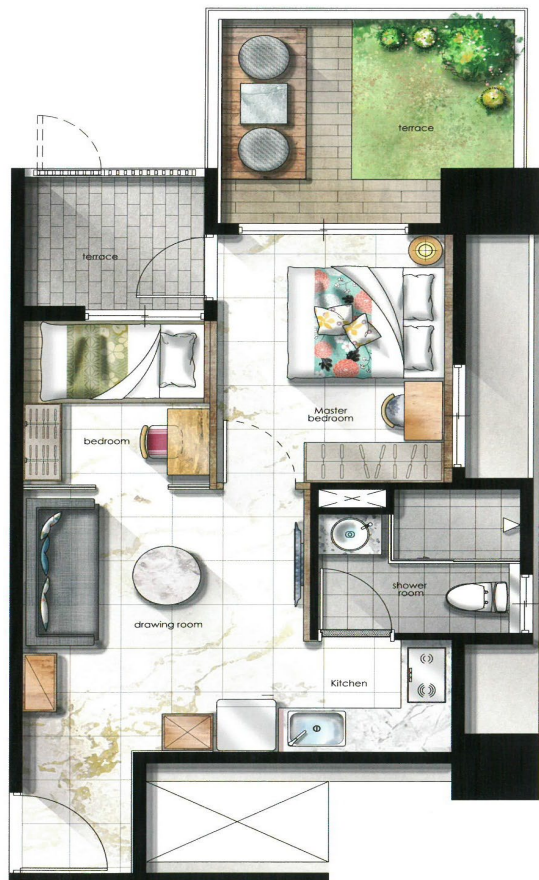 terrace
terrace
Master
bedroom
bedroom
shower
room
drawing room
Kitchen